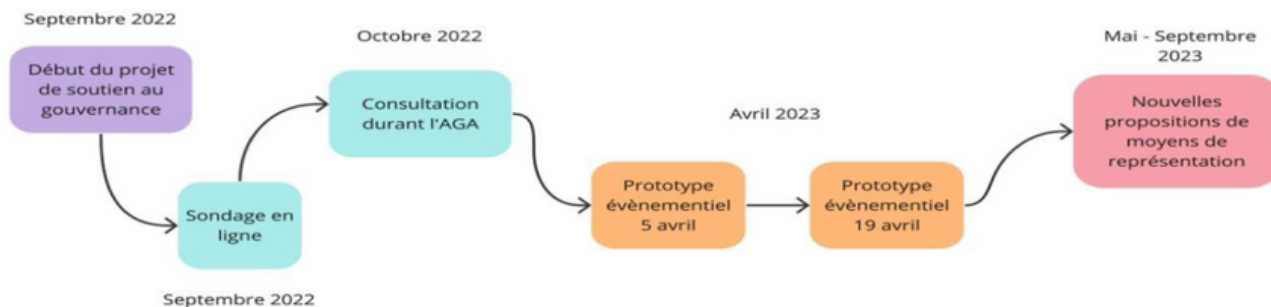 Septembre 2022
Début du projet
de soutien au
gouvernance
Sondage en
ligne
Septembre 2022
Octobre 2022
Consultation
durant l'AGA
Avril 2023
Prototype
évènementiel
5 avril
Prototype
évènementiel
19 avril
Mai - Septembre
2023
Nouvelles
propositions de
moyens de
représentation